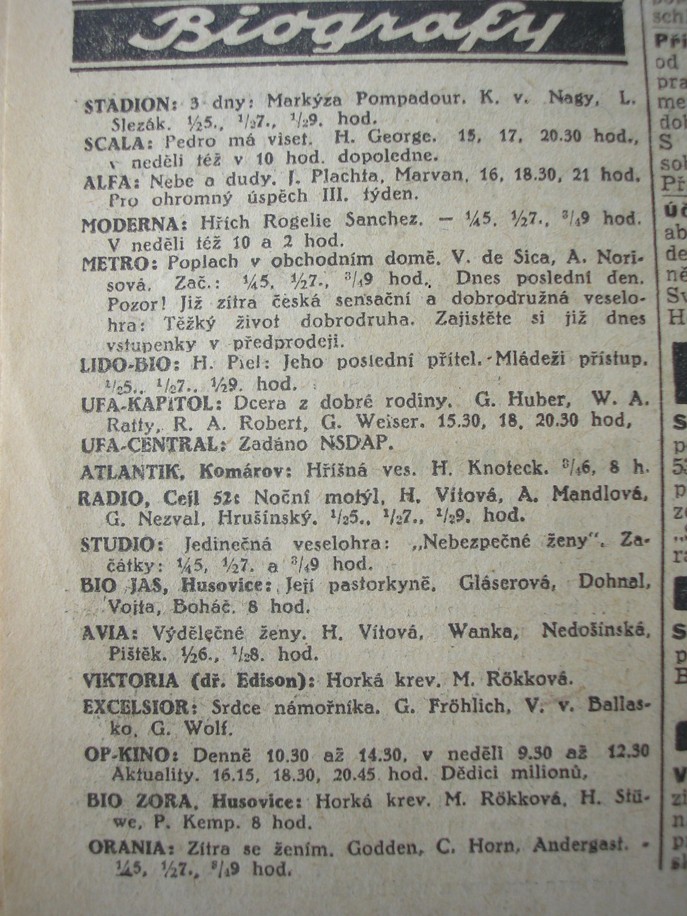 Biografy
STADION: 3 dny: Markýza Pompadour. K. v. Nagy, L.
Slezák. ½5., ½7., ½9. hod.
SCALA: Pedro má viset. H. George. 15, 17, 20.30 hod.,
v neděli též v 10 hod. dopoledne.
ALFA: Nebe a dudy. J. Plachta, Marvan, 16, 18.30, 21 hod.
Pro ohromný úspěch III. týden.
MODERNA: Hřích Rogelie Sanchez. — ¼5, ½7., ¾9 hod.
V neděli též 10 a 2 hod.
METRO: Poplach v obchodním domě. V. de Sica, A. Nori-
sová. Zač.: ¼5, ½7., ¾9 hod. Dnes poslední den.
Pozor! Již zítra česká sensační a dobrodružná veselo-
hra: Těžký život dobrodruha. Zajistěte si již dnes
vstupenky v předprodeji.
LIDO-BIO: H. Piel: Jeho poslední přítel. Mládeži přístup.
½5., ½7., ½9. hod.
UFA-KAPITOL: Dcera z dobré rodiny. G. Huber, W. A.
Ratty, R. A. Robert, G. Weiser. 15.30, 18, 20.30 hod,
UFA-CENTRAL: Zadáno NSDAP.
ATLANTIK, Komárov: Hříšná ves. H. Knoteck. ¾6, 8 h.
RADIO, Cejl 52: Noční motýl, H. Vítová, A. Mandlová,
G. Nezval, Hrušínský. ½5., ½7., ½9. hod.
STUDIO: Jedinečná veselohra: „Nebezpečné ženy“. Za-
čátky: ¼5, ½7. a ¾9 hod.
BIO JAS, Husovice: Její pastorkyně. Gláserová, Dohnal,
Vojta, Boháč. 8 hod.
AVIA: Výdělečné ženy. H. Vítová, Wanka, Nedošínská,
Pištěk. ½6., ½8. hod.
VIKTORIA (dř. Edison): Horká krev. M. Rökková.
EXCELSIOR: Srdce námořníka. G. Fröhlich, V. v. Ballas-
ko, G. Wolf.
OP-KINO: Denně 10.30 až 14.30, v neděli 9.30 až 12.30
Aktuality. 16.15, 18.30, 20.45 hod. Dědici milionů,
BIO ZORA, Husovice: Horká krev. M. Rökková, H. Stü-
we, P. Kemp. 8 hod.
ORANIA: Zítra se žením. Godden, C. Horn, Andergast. -
¼5, ½7., ¾9 hod.